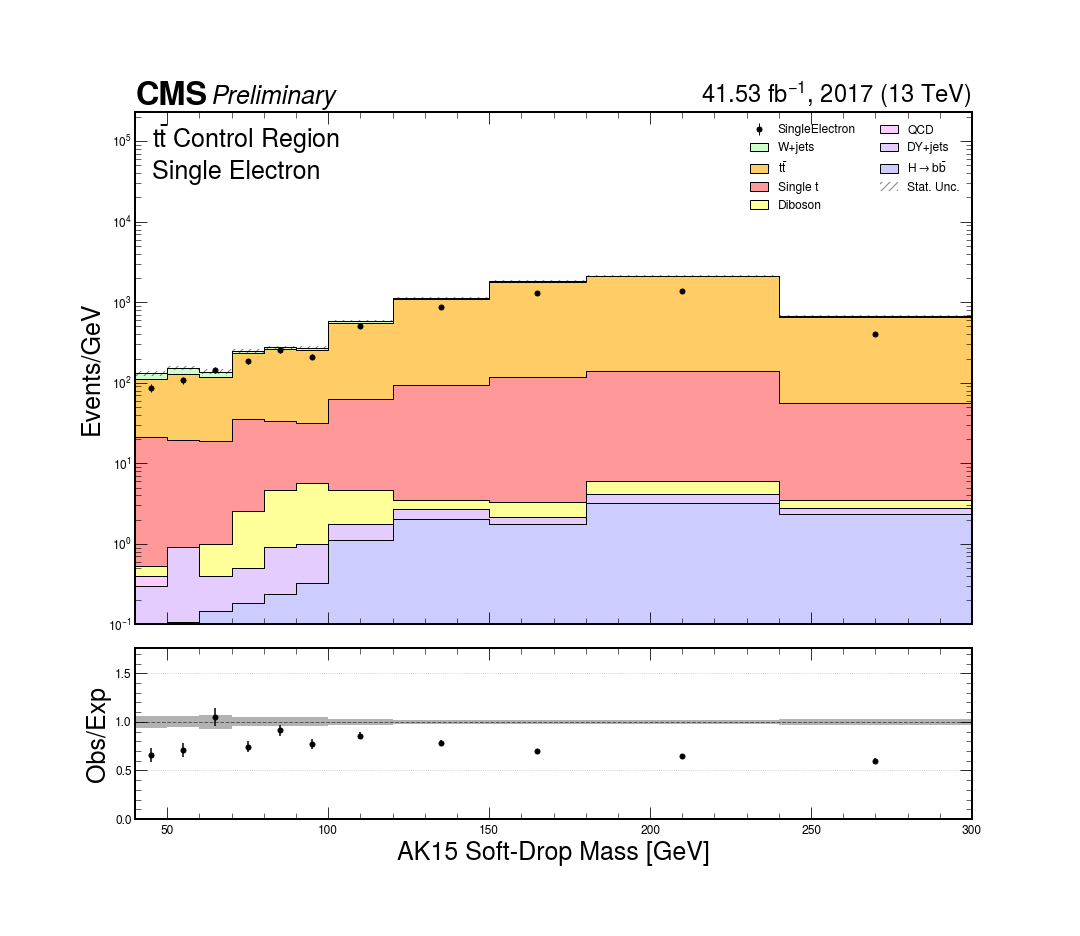 CMS Preliminary
41.53 fb⁻¹, 2017 (13 TeV)
tt̄ Control Region
Single Electron
SingleElectron
W+jets
tt̄
Single t
Diboson
QCD
DY+jets
H→bb̄
Stat. Unc.
10⁵
10⁴
10³
10²
10¹
10⁰
10⁻¹
Events/GeV
1.5
1.0
0.5
0.0
Obs/Exp
50 100 150 200 250 300
AK15 Soft-Drop Mass [GeV]